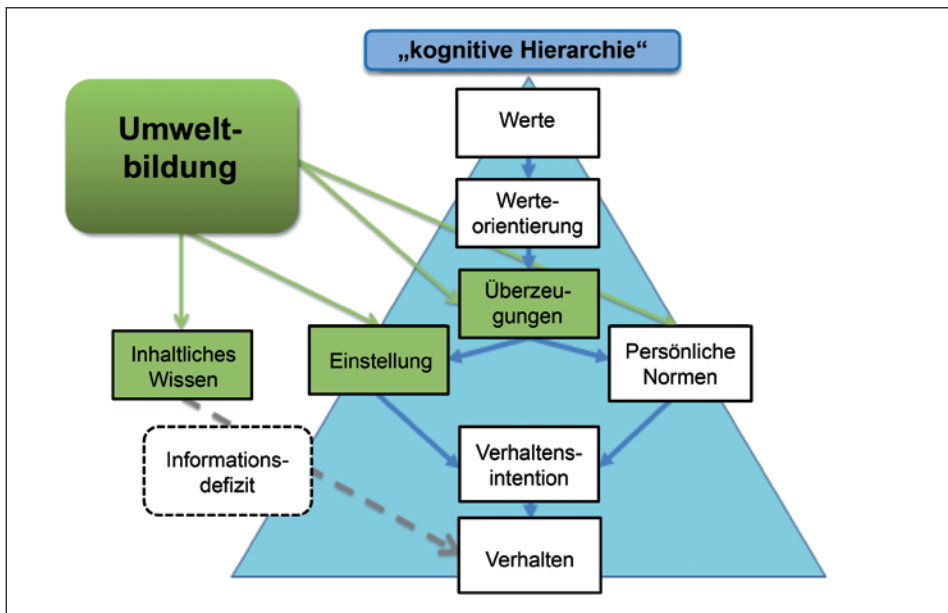 „kognitive Hierarchie“
Umwelt-
bildung
Werte
Werte-
orientierung
Überzeu-
gungen
Inhaltliches
Wissen
Einstellung
Persönliche
Normen
Informations-
defizit
Verhaltens-
intention
Verhalten